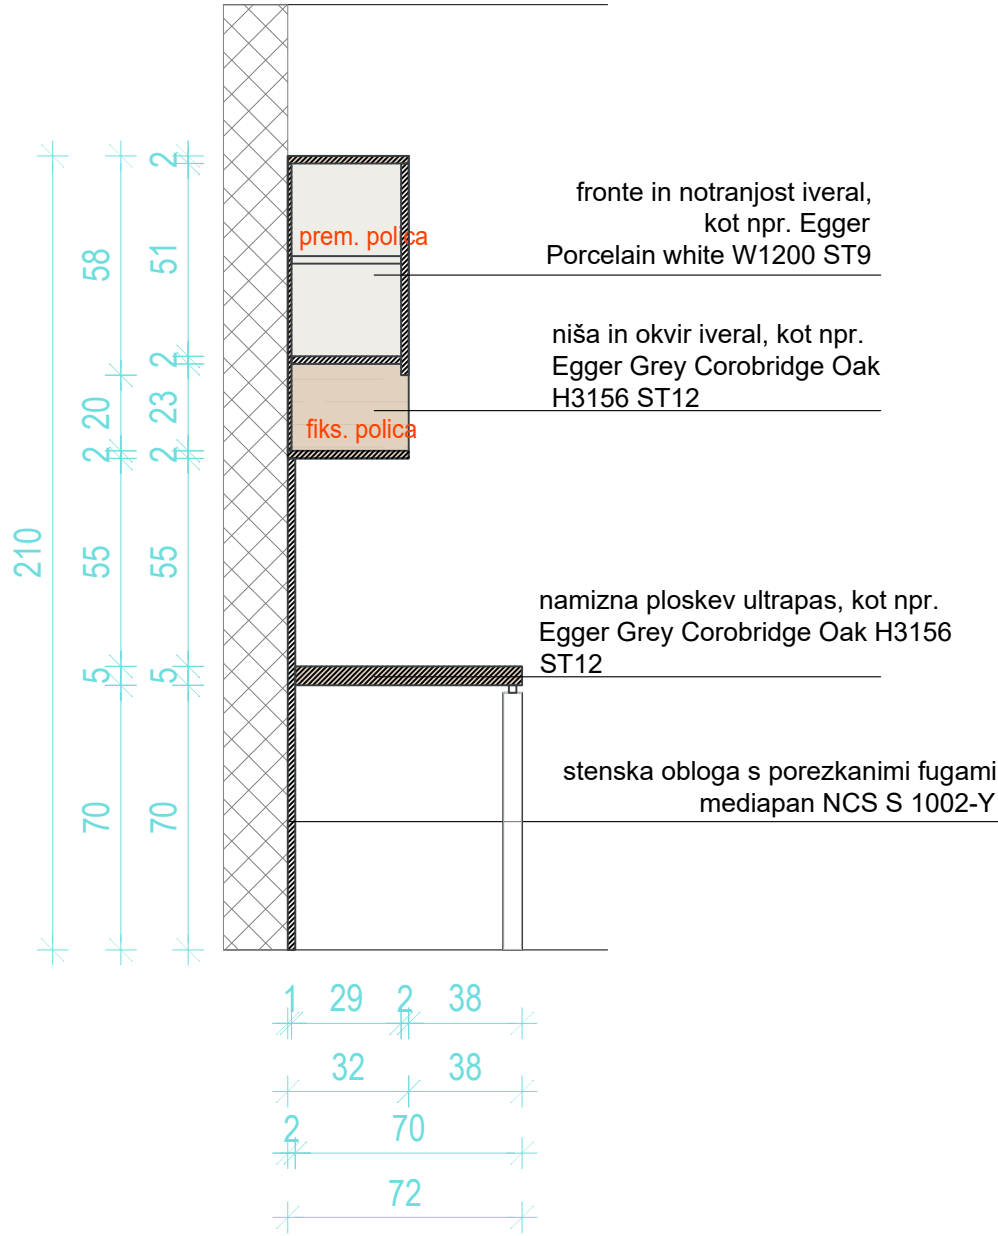 2
fronte in notranjost iveral,
kot npr. Egger
Porcelain white W1200 ST9
prem. polica
58
51
2
niša in okvir iveral, kot npr.
Egger Grey Corobridge Oak
H3156 ST12
20
23
fiks. polica
2
2
210
55
55
namizna ploskev ultrapas, kot npr.
Egger Grey Corobridge Oak H3156
ST12
5
5
stenska obloga s porezkanimi fugami
mediapan NCS S 1002-Y
70
70
1 29 2 38
32 38
2 70
72